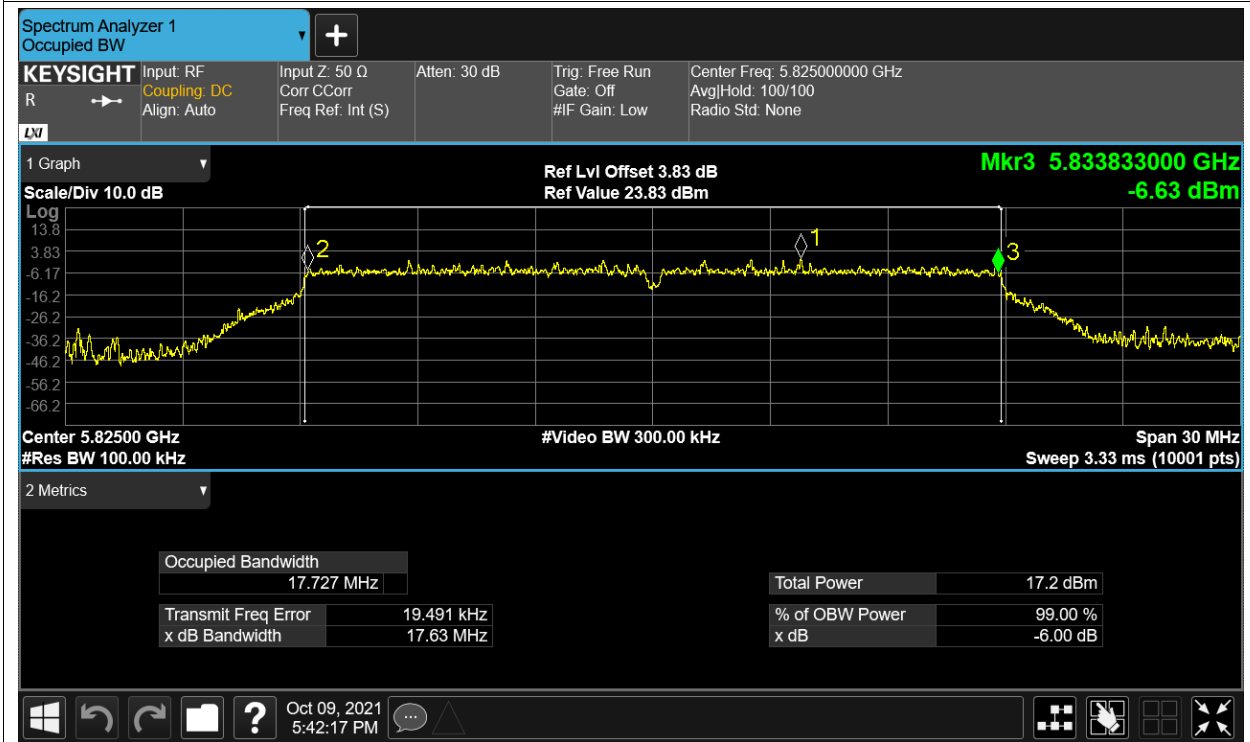 Spectrum Analyzer 1
Occupied BW
KEYSIGHT
R
LXI
Input: RF
Coupling: DC
Align: Auto
Input Z: 50 Ω
Corr CCorr
Freq Ref: Int (S)
Atten: 30 dB
Trig: Free Run
Gate: Off
#IF Gain: Low
Center Freq: 5.825000000 GHz
Avg|Hold: 100/100
Radio Std: None
1 Graph
Scale/Div 10.0 dB
Ref Lvl Offset 3.83 dB
Ref Value 23.83 dBm
Mkr3 5.833833000 GHz
-6.63 dBm
Log
13.8
3.83
-6.17
-16.2
-26.2
-36.2
-46.2
-56.2
-66.2
2
1
3
Center 5.82500 GHz
#Res BW 100.00 kHz
#Video BW 300.00 kHz
Span 30 MHz
Sweep 3.33 ms (10001 pts)
2 Metrics
Occupied Bandwidth
17.727 MHz
Transmit Freq Error 19.491 kHz
x dB Bandwidth 17.63 MHz
Total Power 17.2 dBm
% of OBW Power 99.00 %
x dB -6.00 dB
?
Oct 09, 2021
5:42:17 PM